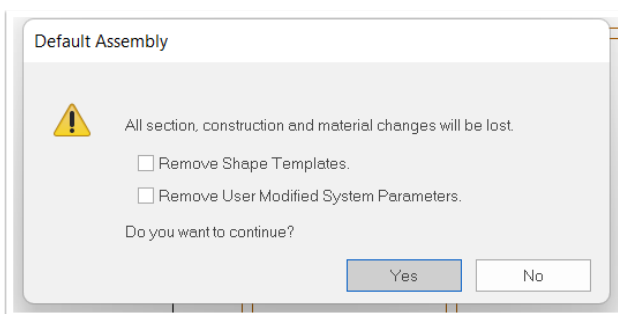 Default Assembly
All section, construction and material changes will be lost.
Remove Shape Templates.
Remove User Modified System Parameters.
Do you want to continue?
Yes
No